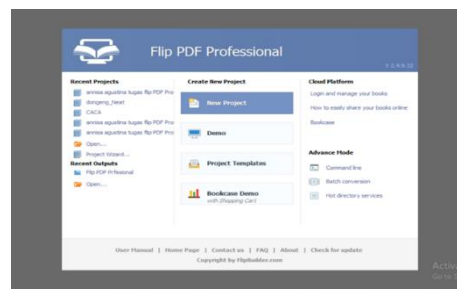 Flip PDF Professional
Recent Projects
annisa agustina tugas flip PDF Pro
dongeng_hewi
CACA
annisa agustina tugas flip PDF Pro
annisa agustina tugas flip PDF Pro
Open...
Project Wizard...
Recent Outputs
Flip PDF Prfesional
Open...
Create New Project
New Project
Demo
Project Templates
Bookcase Demo
with Shopping Cart
Cloud Platform
Login and manage your books
How to easily share your books online
Bookcase
Advance Mode
Command line
Batch conversion
Hot directory services
User Manual | Home Page | Contact us | FAQ | About | Check for update
Copyright by FlipBuilder.com